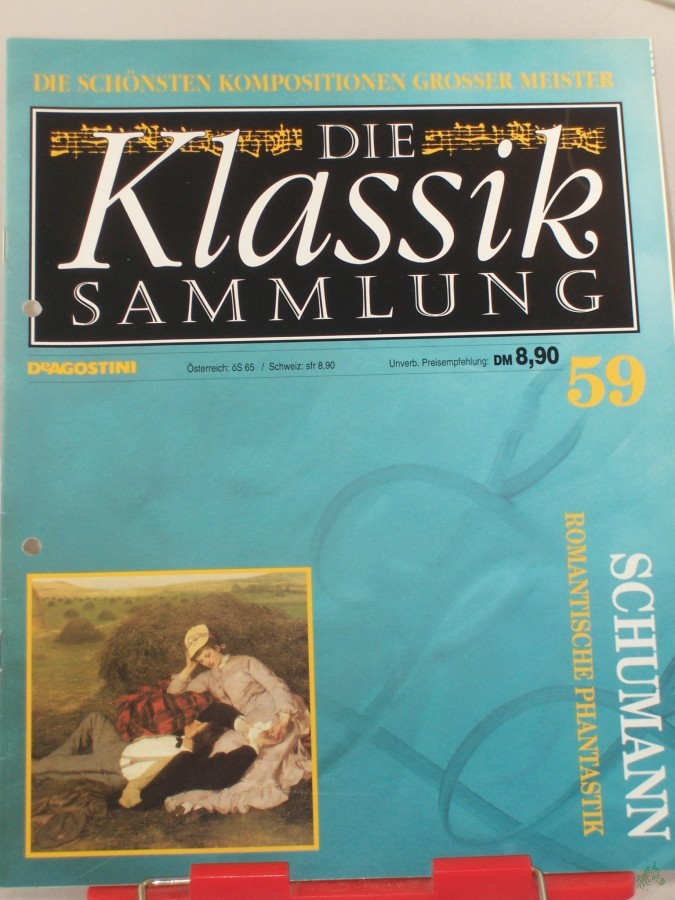 DIE SCHÖNSTEN KOMPOSITIONEN GROSSER MEISTER
DIE
Klassik
SAMMLUNG
DeAGOSTINI
Österreich: öS 65 / Schweiz: sfr 8,90
Unverb. Preisempfehlung: DM 8,90
59
SCHUMANN
ROMANTISCHE PHANTASTIK